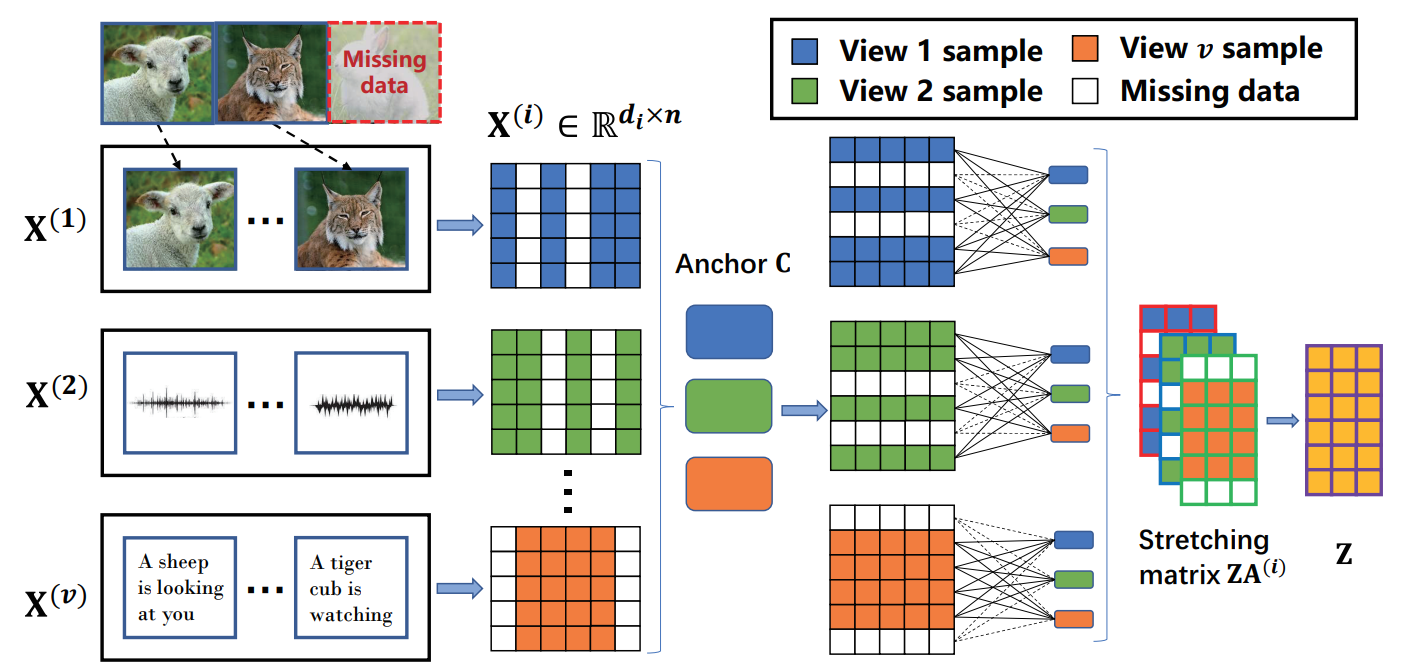 Missing
data
View 1 sample
View 𝒗 sample
View 2 sample
Missing data
X⁽ⁱ⁾ ∈ ℝ^{dᵢ×n}
X⁽¹⁾
...
Anchor C
X⁽²⁾
...
X⁽ᵛ⁾
A sheep
is looking
at you
...
A tiger
cub is
watching
Stretching
matrix ZA⁽ⁱ⁾
Z